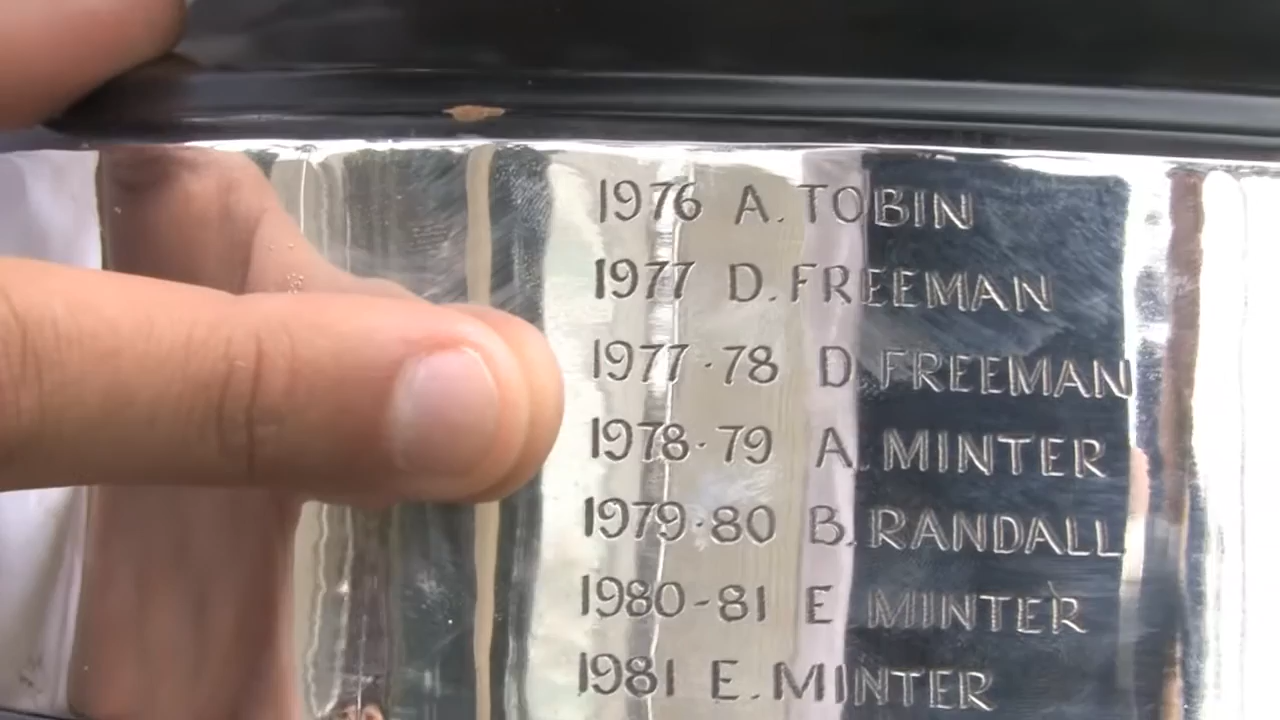 1976 A. TOBIN
1977 D. FREEMAN
1977-78 D FREEMAN
1978-79 A. MINTER
1979-80 B. RANDALL
1980-81 E MINTER
1981 E. MINTER